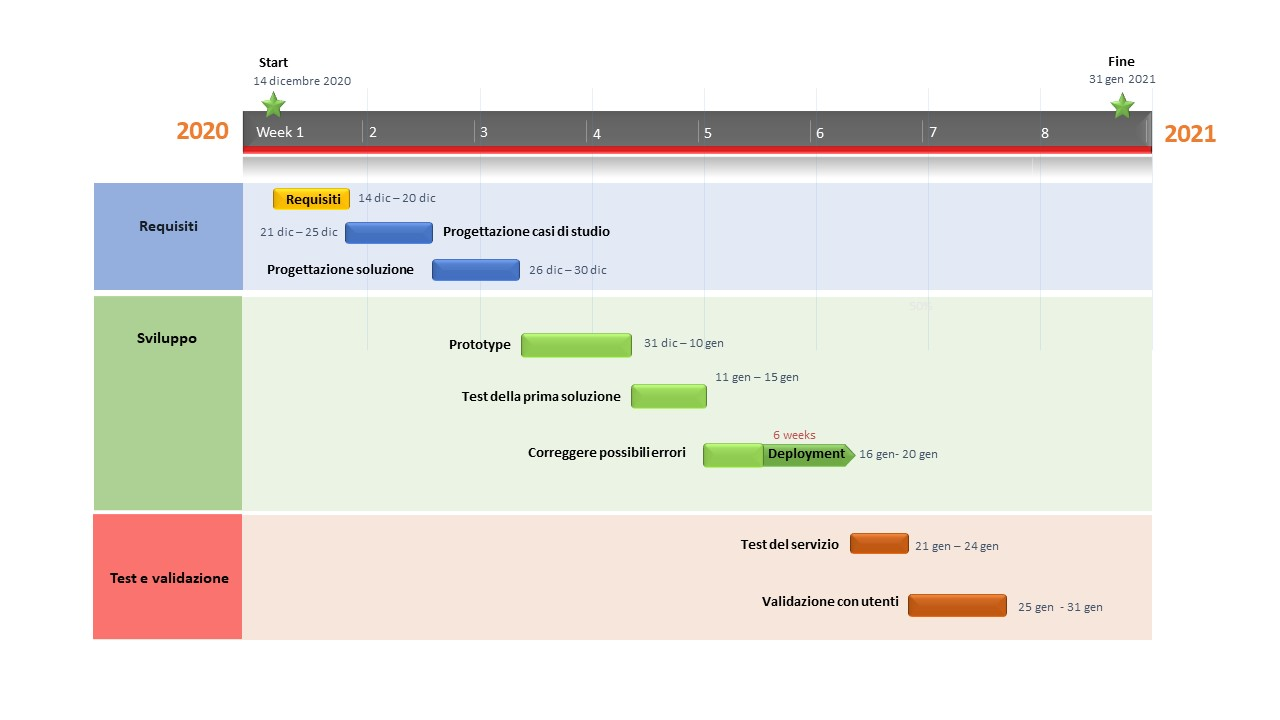 Start
14 dicembre 2020
Fine
31 gen 2021
2020
Week 1 2 3 4 5 6 7 8
2021
Requisiti
Requisiti 14 dic – 20 dic
21 dic – 25 dic Progettazione casi di studio
Progettazione soluzione 26 dic – 30 dic
50%
Sviluppo
Prototype 31 dic – 10 gen
11 gen – 15 gen
Test della prima soluzione
6 weeks
Correggere possibili errori Deployment 16 gen- 20 gen
Test e validazione
Test del servizio 21 gen – 24 gen
Validazione con utenti 25 gen - 31 gen